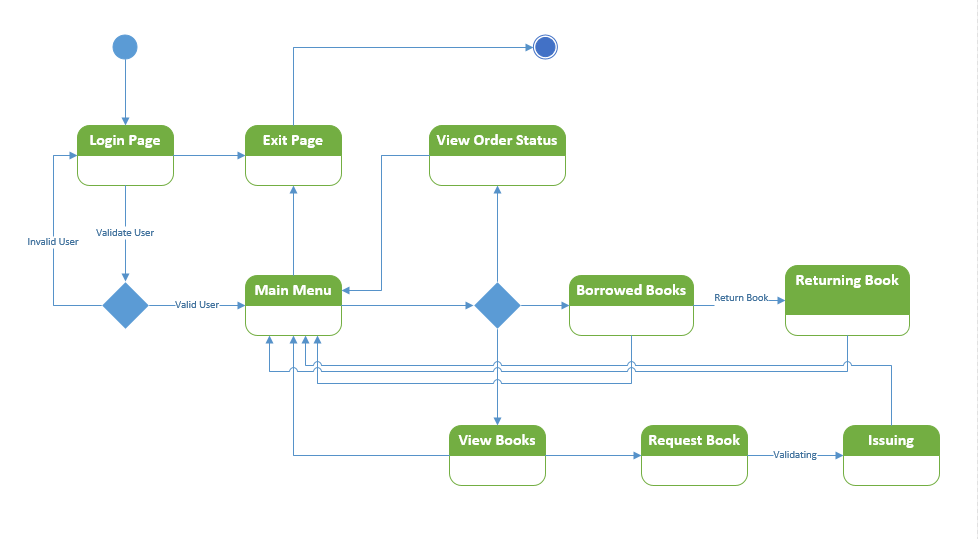 Login Page
Exit Page
View Order Status
Invalid User
Validate User
Valid User
Main Menu
Borrowed Books
Return Book
Returning Book
View Books
Request Book
Validating
Issuing